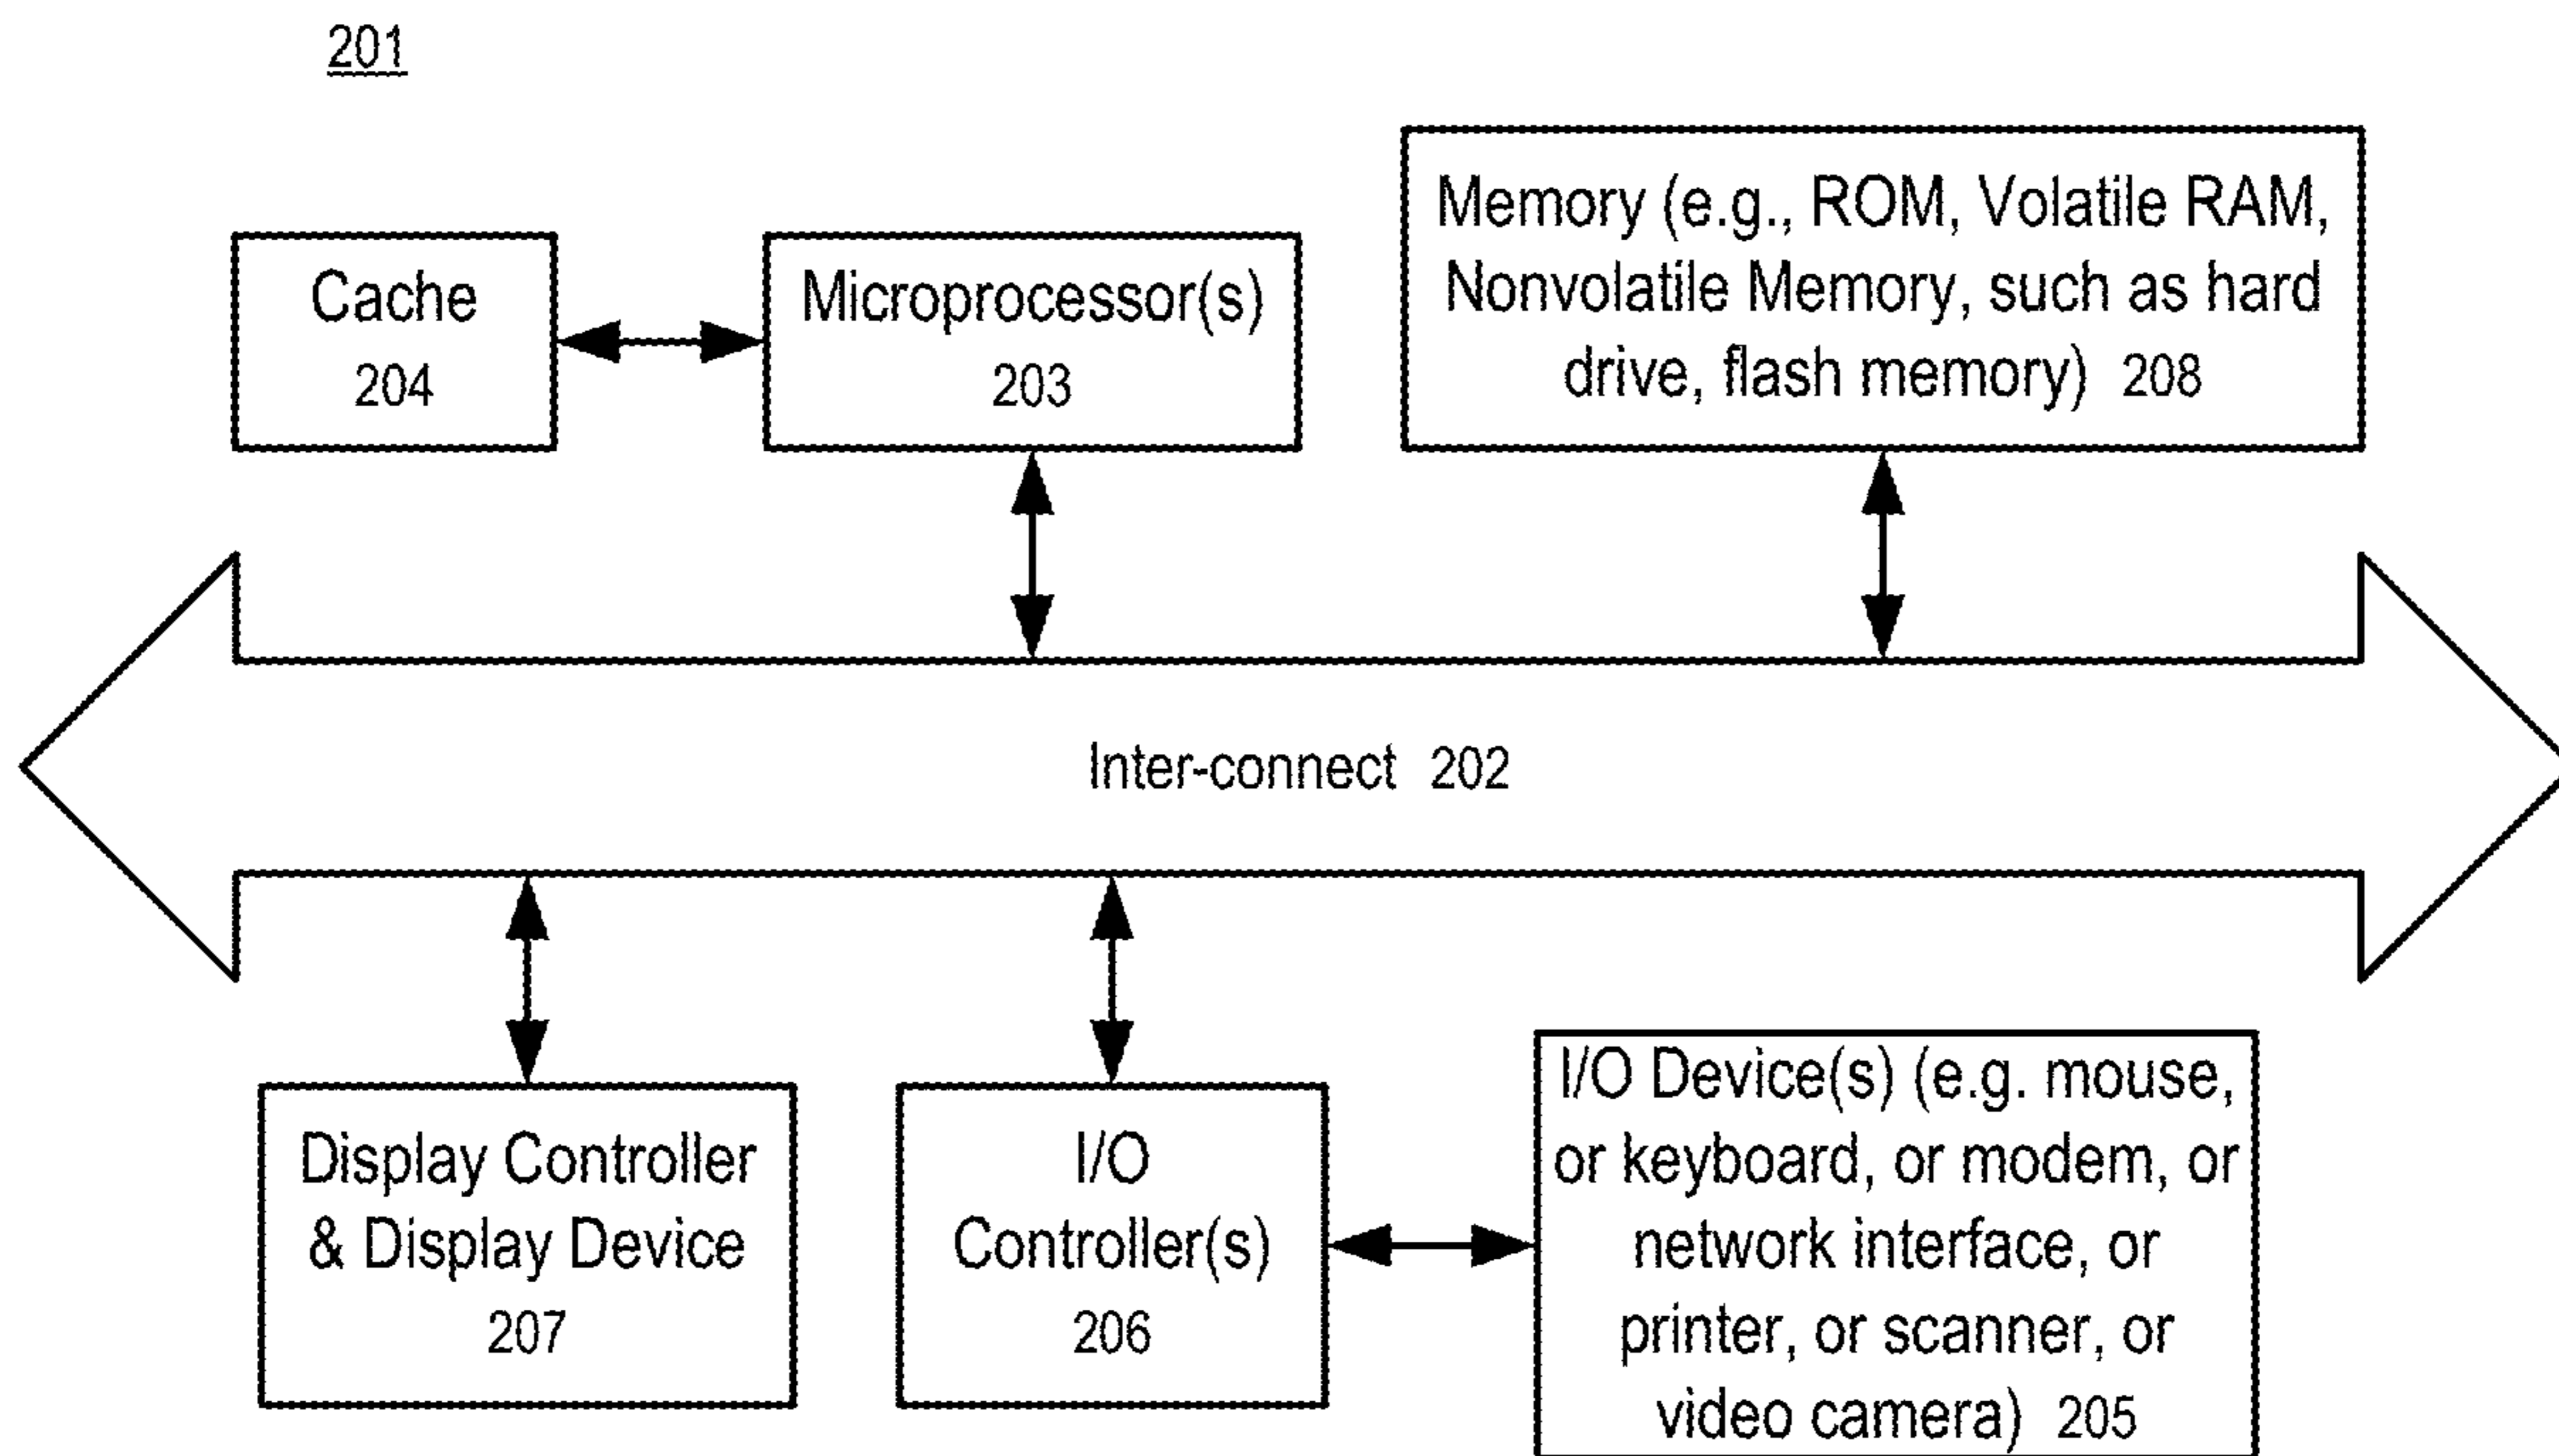 201
Cache
204
Microprocessor(s)
203
Memory (e.g., ROM, Volatile RAM,
Nonvolatile Memory, such as hard
drive, flash memory) 208
Inter-connect 202
Display Controller
& Display Device
207
I/O
Controller(s)
206
I/O Device(s) (e.g. mouse,
or keyboard, or modem, or
network interface, or
printer, or scanner, or
video camera) 205